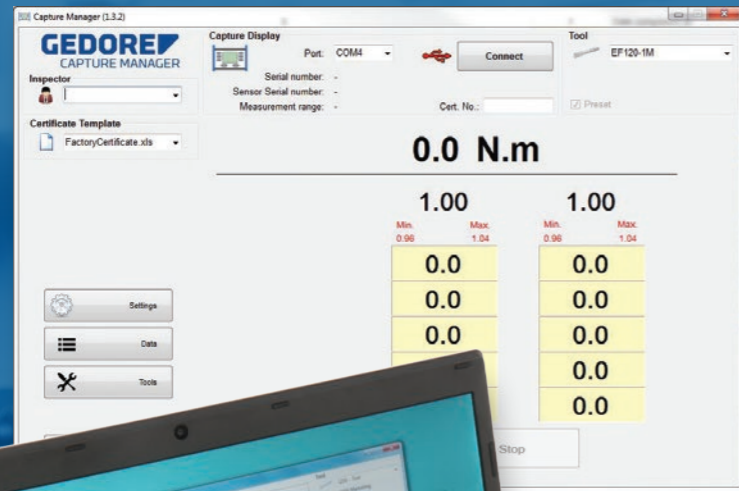 Capture Manager (1.3.2)
GEDORE
CAPTURE MANAGER
Inspector
Certificate Template
FactoryCertificate.xls
Capture Display
Port: COM4
Connect
Serial number: -
Sensor Serial number: -
Measurement range: -
Cert. No.:
Tool
EF120-1M
Preset
0.0 N.m
1.00 1.00
Min. Max. Min. Max.
0.96 1.04 0.96 1.04
0.0 0.0
0.0 0.0
0.0 0.0
0.0
0.0
Settings
Data
Tools
Stop